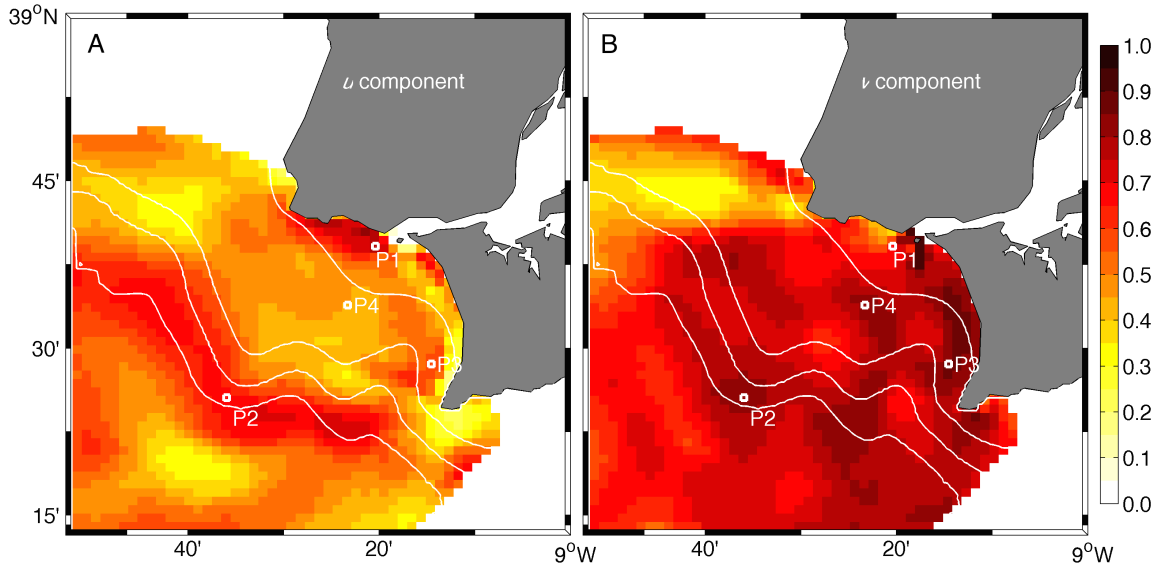 39°N
A
u component
B
v component
45'
30'
15'
P1
P4
P3
P2
P1
P4
P3
P2
40'
20'
9°W
40'
20'
9°W
1.0
0.9
0.8
0.7
0.6
0.5
0.4
0.3
0.2
0.1
0.0